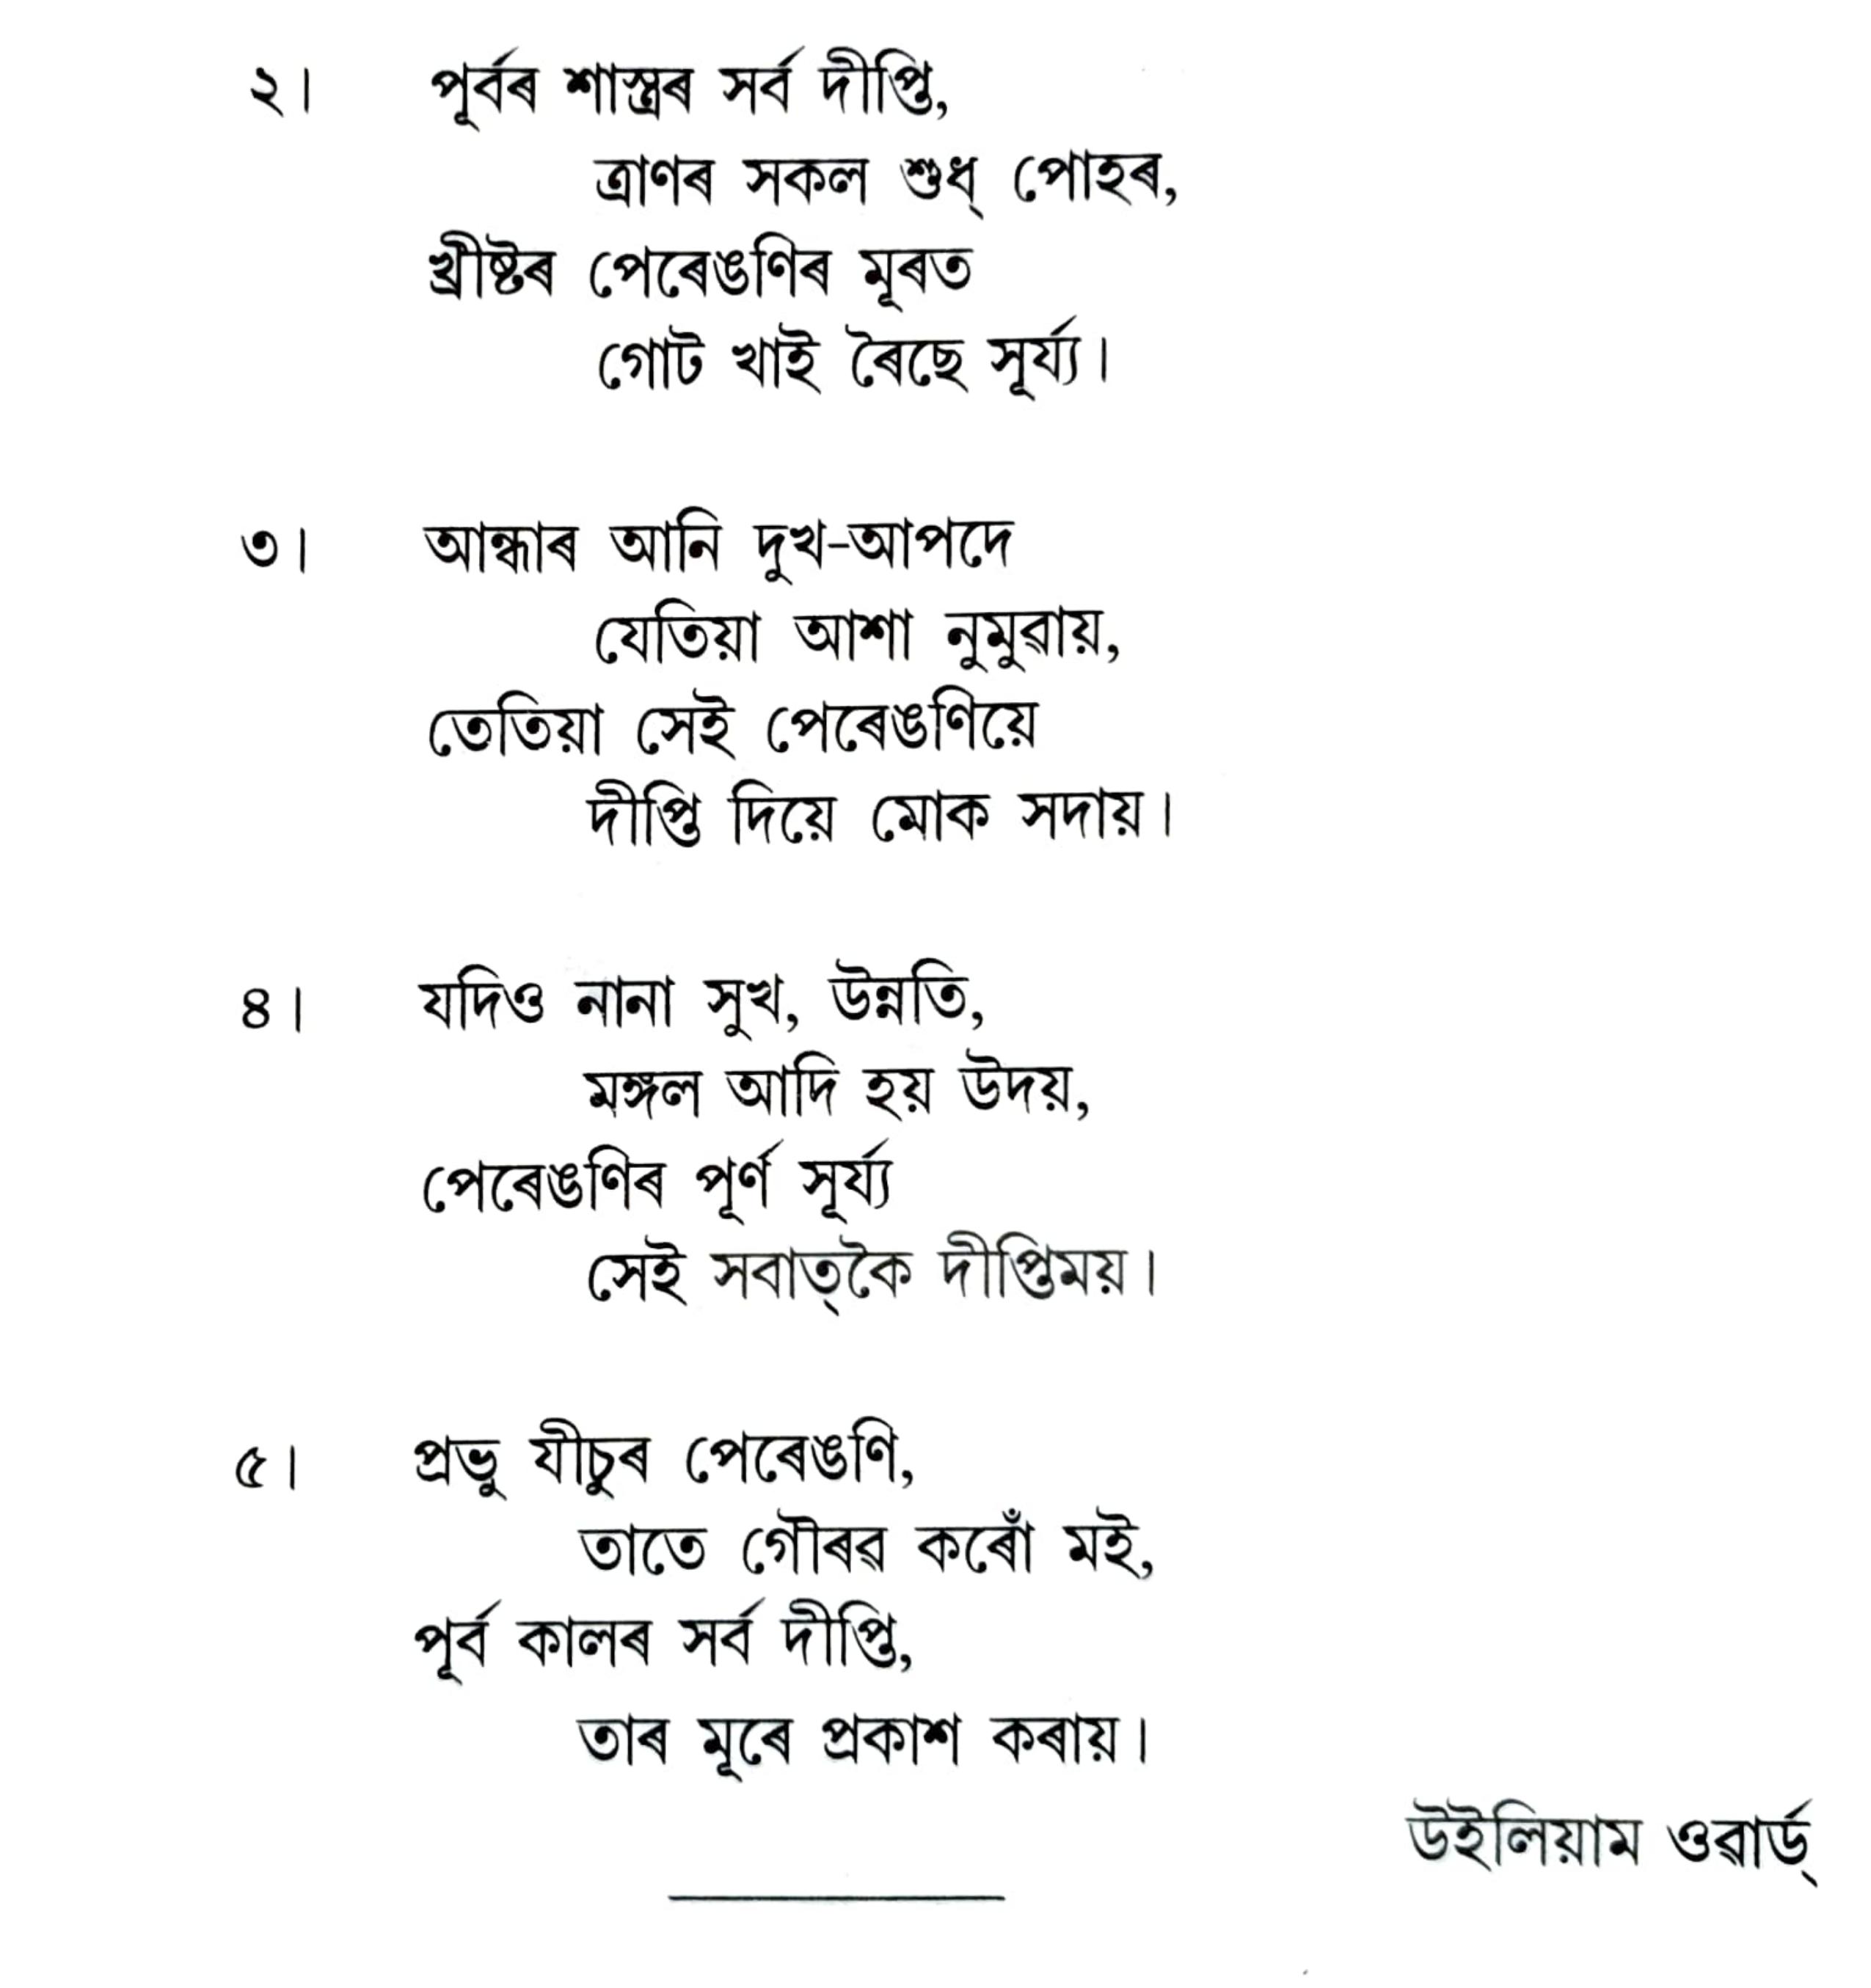 ২।	পূৰ্বৰ শাস্ত্ৰৰ সৰ্ব দীপ্তি,
ত্ৰাণৰ সকল শুধ্ পোহৰ,
খ্ৰীষ্টৰ পেৰেঙণিৰ মূৰত
গোট খাই ৰৈছে সূৰ্য্য।
৩।	আন্ধাৰ আনি দুখ-আপদে
যেতিয়া আশা নুমুৱায়,
তেতিয়া সেই পেৰেঙণিয়ে
দীপ্তি দিয়ে মোক সদায়।
৪।	যদিও নানা সুখ, উন্নতি,
মঙ্গল আদি হয় উদয়,
পেৰেঙণিৰ পূৰ্ণ সূৰ্য্য
সেই সবাত্‌কৈ দীপ্তিময়।
৫।	প্ৰভু যীচুৰ পেৰেঙণি,
তাতে গৌৰৱ কৰোঁ মই,
পূৰ্ব কালৰ সৰ্ব দীপ্তি,
তাৰ মূৰে প্ৰকাশ কৰায়।
উইলিয়াম ওৱাৰ্ড্